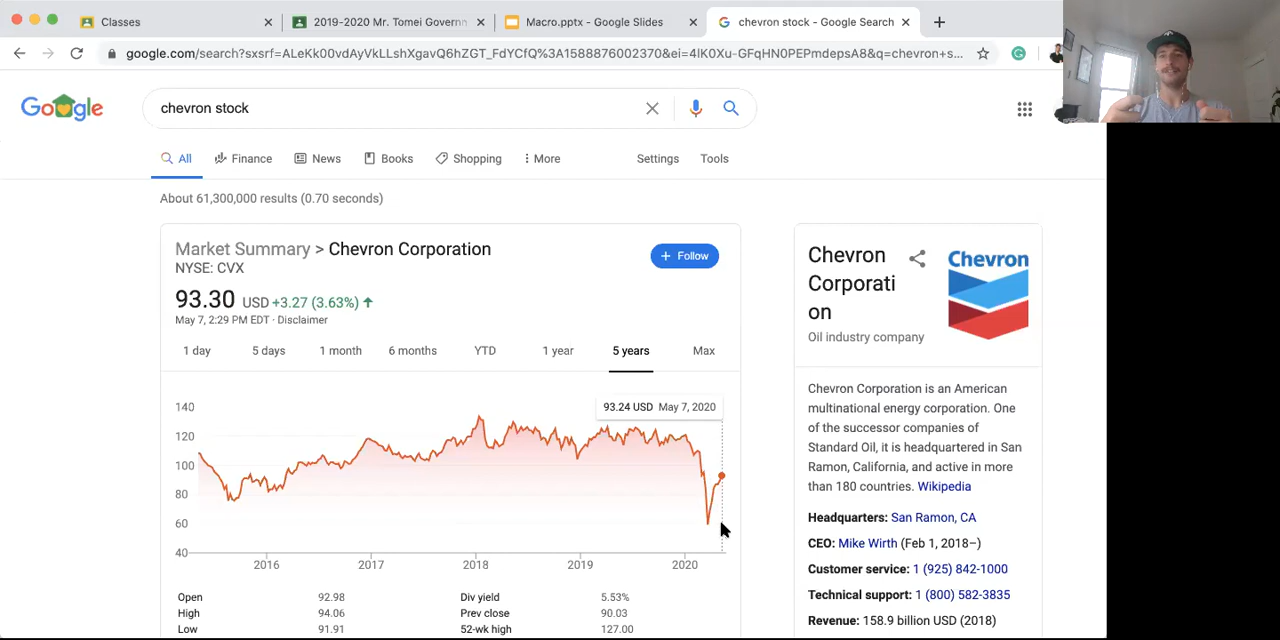 Classes
2019-2020 Mr. Tomei Governm
Macro.pptx - Google Slides
chevron stock - Google Search
google.com/search?sxsrf=ALeKk00vdAyVkLLshXgavQ6hZGT_FdYCfQ%3A1588876002370&ei=4lK0Xu-GFqHN0PEPmdepsA8&q=chevron+s...
Google
chevron stock
All
Finance
News
Books
Shopping
More
Settings
Tools
About 61,300,000 results (0.70 seconds)
Market Summary > Chevron Corporation
NYSE: CVX
+ Follow
93.30 USD +3.27 (3.63%)
May 7, 2:29 PM EDT · Disclaimer
1 day
5 days
1 month
6 months
YTD
1 year
5 years
Max
93.24 USD May 7, 2020
140
120
100
80
60
40
2016
2017
2018
2019
2020
Open 92.98
High 94.06
Low 91.91
Div yield 5.53%
Prev close 90.03
52-wk high 127.00
Chevron
Corporati
on
Oil industry company
Chevron
Chevron Corporation is an American
multinational energy corporation. One
of the successor companies of
Standard Oil, it is headquartered in San
Ramon, California, and active in more
than 180 countries. Wikipedia
Headquarters: San Ramon, CA
CEO: Mike Wirth (Feb 1, 2018–)
Customer service: 1 (925) 842-1000
Technical support: 1 (800) 582-3835
Revenue: 158.9 billion USD (2018)